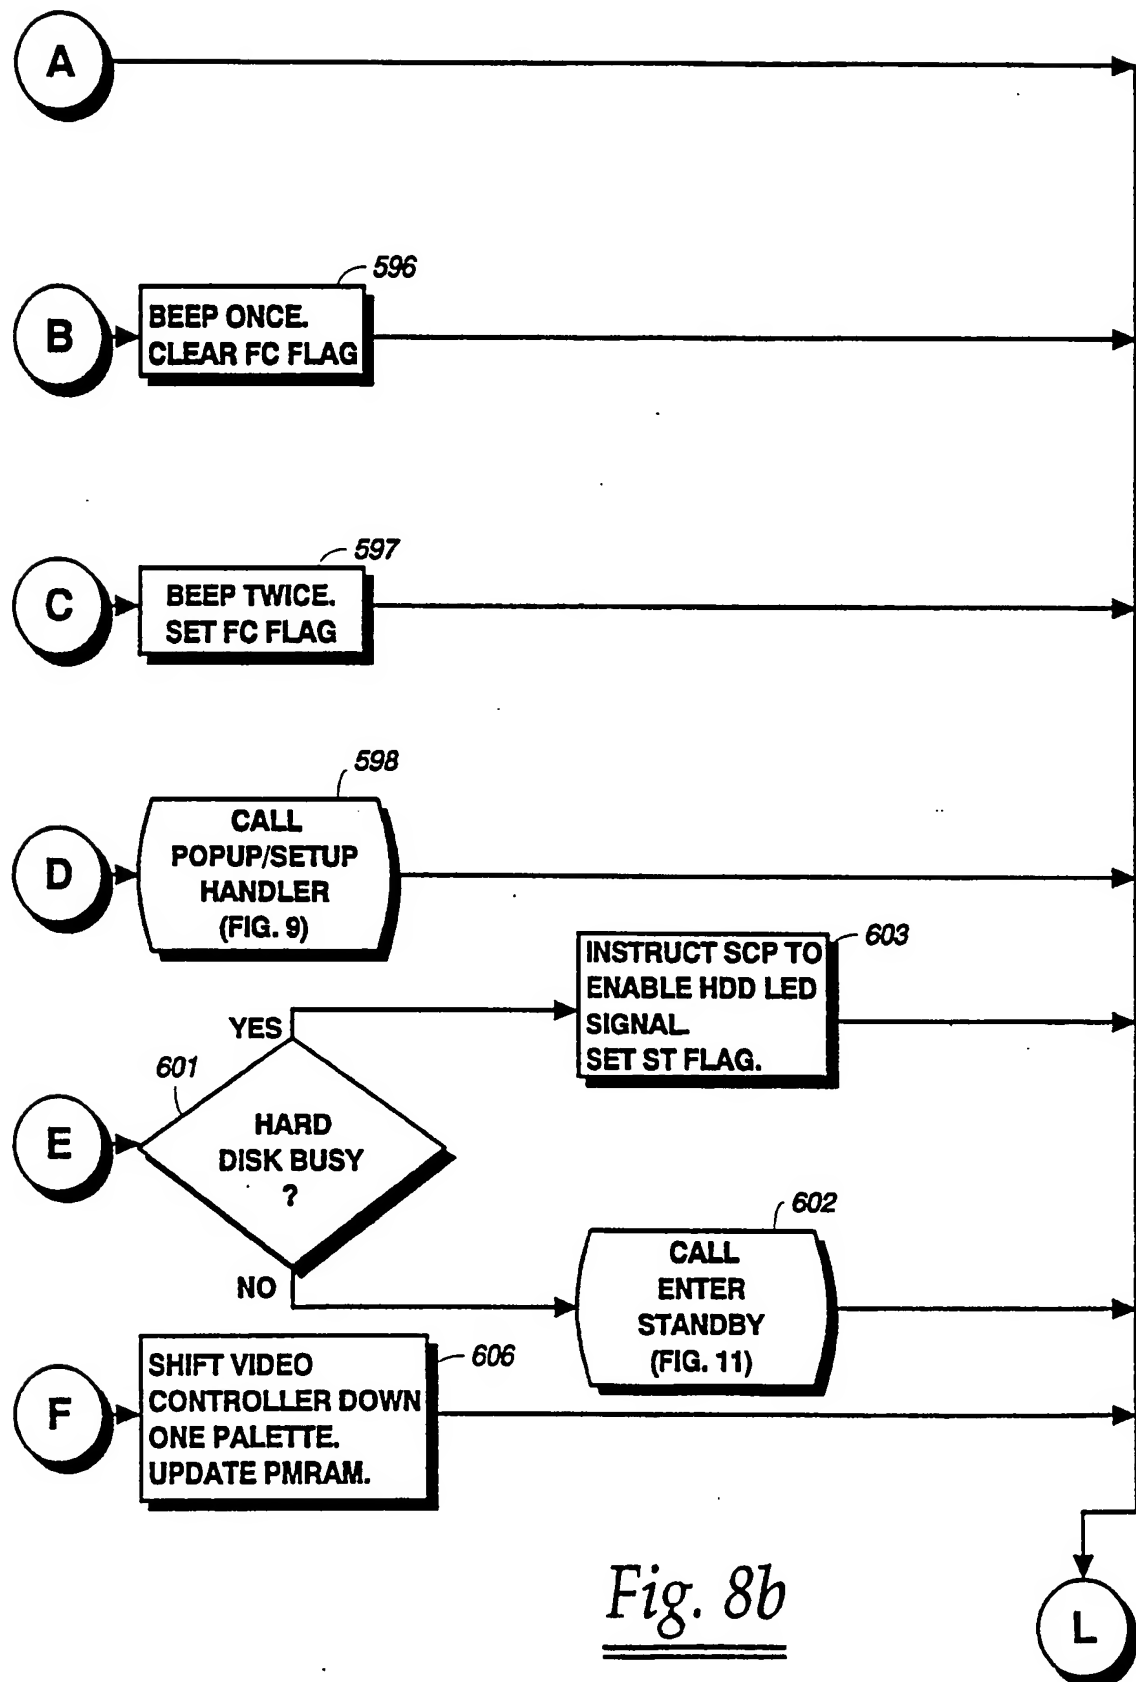 A
596
B
BEEP ONCE.
CLEAR FC FLAG
597
C
BEEP TWICE.
SET FC FLAG
598
D
CALL
POPUP/SETUP
HANDLER
(FIG. 9)
603
INSTRUCT SCP TO
ENABLE HDD LED
SIGNAL.
SET ST FLAG.
YES
601
E
HARD
DISK BUSY
?
NO
602
CALL
ENTER
STANDBY
(FIG. 11)
606
F
SHIFT VIDEO
CONTROLLER DOWN
ONE PALETTE.
UPDATE PMRAM.
Fig. 8b
L